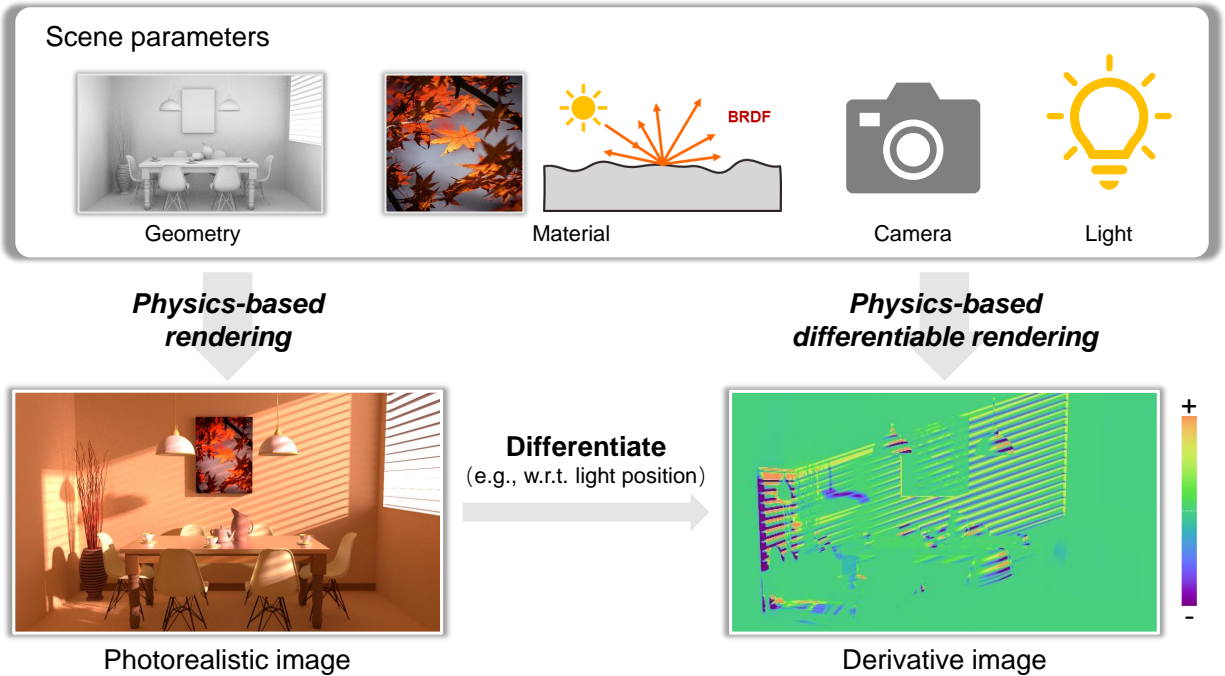 Scene parameters
BRDF
Geometry
Material
Camera
Light
Physics-based
rendering
Physics-based
differentiable rendering
Differentiate
（e.g., w.r.t. light position）
+
-
Photorealistic image
Derivative image